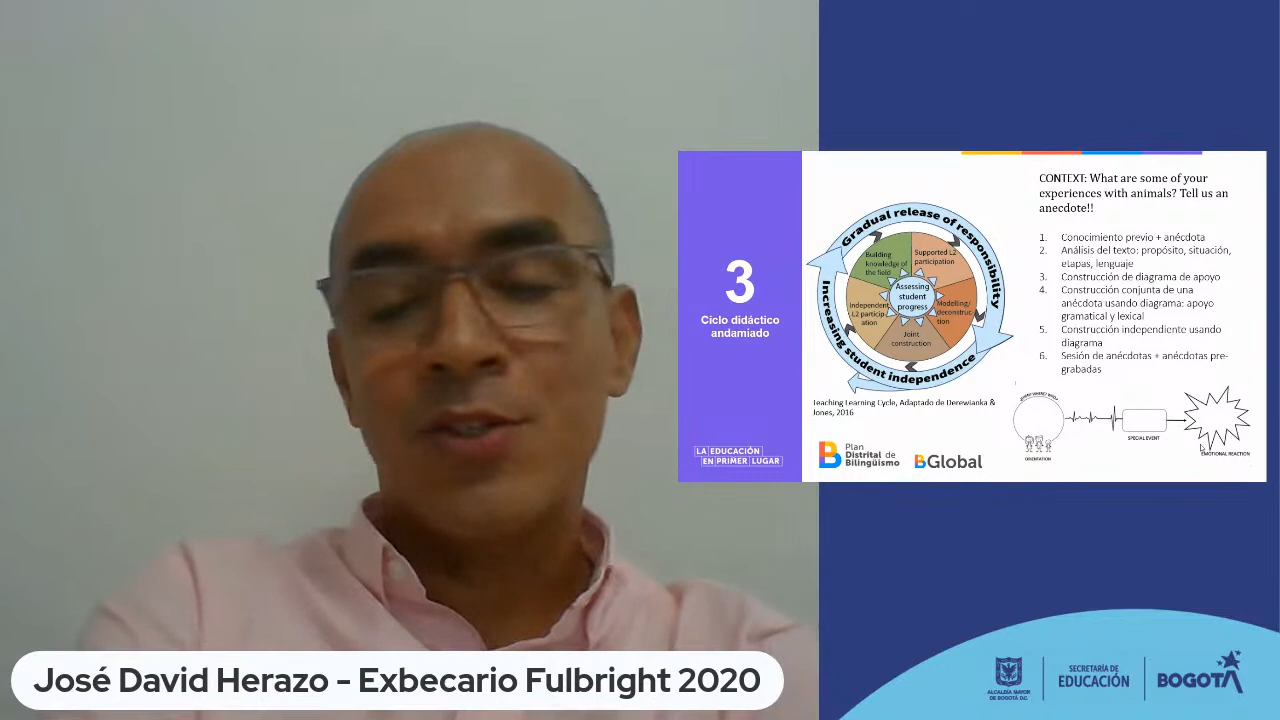 CONTEXT: What are some of your
experiences with animals? Tell us an
anecdote!!
1. Conocimiento previo + anécdota
2. Análisis del texto: propósito, situación,
etapas, lenguaje
3. Construcción de diagrama de apoyo
4. Construcción conjunta de una
anécdota usando diagrama: apoyo
gramatical y lexical
5. Construcción independiente usando
diagrama
6. Sesión de anécdotas + anécdotas pre-
grabadas
3
Ciclo didáctico
andamiado
Gradual release of responsibility
Increasing student independence
Building
knowledge of
the field
Supported L2
participation
Assessing
student
progress
Independent
L2 particip-
ation
Modelling/
deconstruc
tion
Joint
construction
Teaching Learning Cycle, Adaptado de Derewianka &
Jones, 2016
SPECIAL EVENT
ORIENTATION
EMOTIONAL REACTION
LA EDUCACIÓN
EN PRIMER LUGAR
Plan
Distrital de
Bilingüismo
BGlobal
José David Herazo - Exbecario Fulbright 2020
ALCALDÍA MAYOR
DE BOGOTÁ D.C.
SECRETARÍA DE
EDUCACIÓN
BOGOTÁ